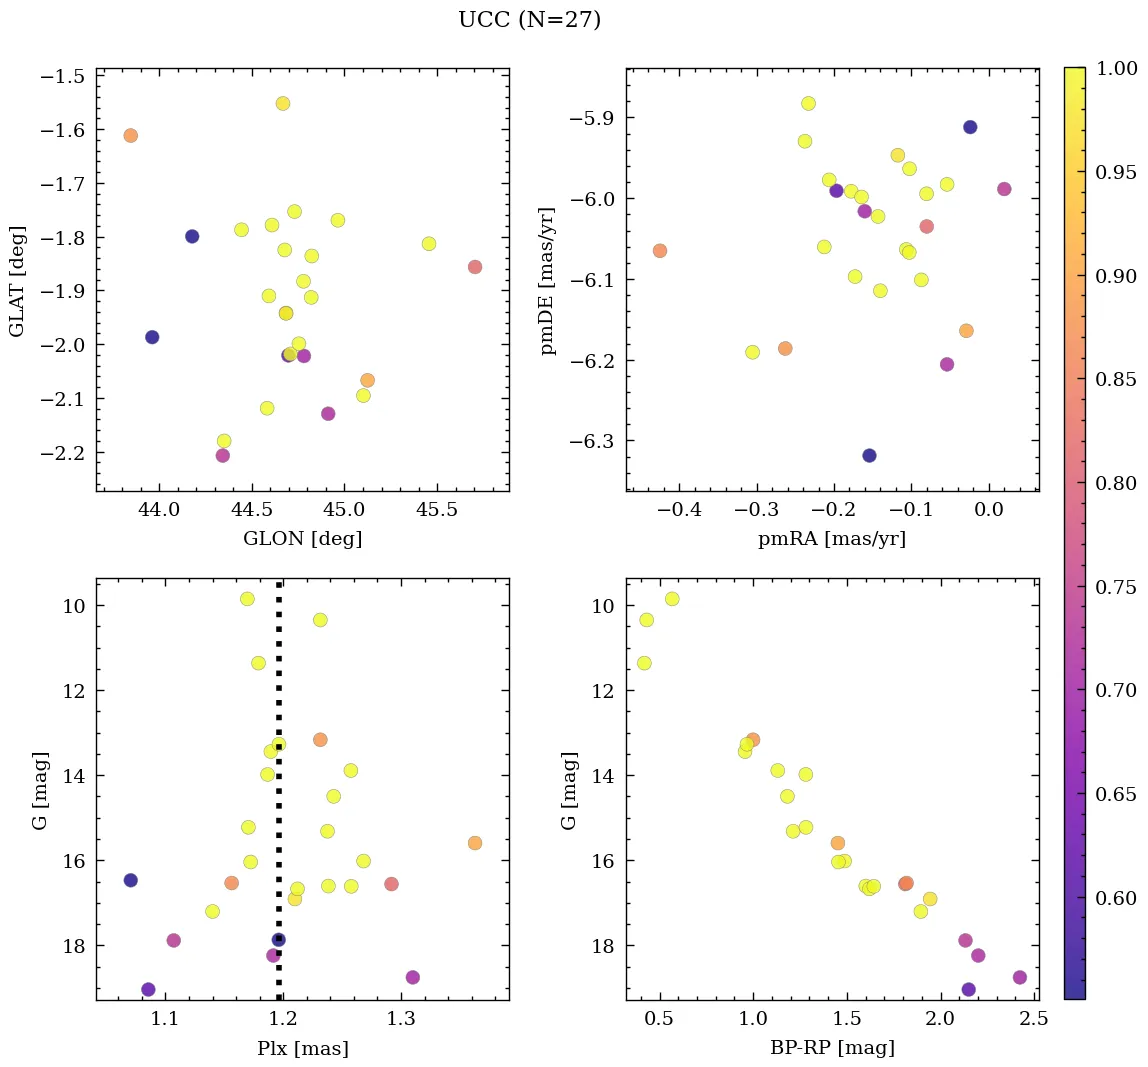 UCC (N=27)
−1.5
−1.6
−1.7
−1.8
−1.9
−2.0
−2.1
−2.2
GLAT [deg]
44.0 44.5 45.0 45.5
GLON [deg]
−5.9
−6.0
−6.1
−6.2
−6.3
pmDE [mas/yr]
−0.4 −0.3 −0.2 −0.1 0.0
pmRA [mas/yr]
10
12
14
16
18
G [mag]
1.1 1.2 1.3
Plx [mas]
10
12
14
16
18
G [mag]
0.5 1.0 1.5 2.0 2.5
BP-RP [mag]
1.00
0.95
0.90
0.85
0.80
0.75
0.70
0.65
0.60